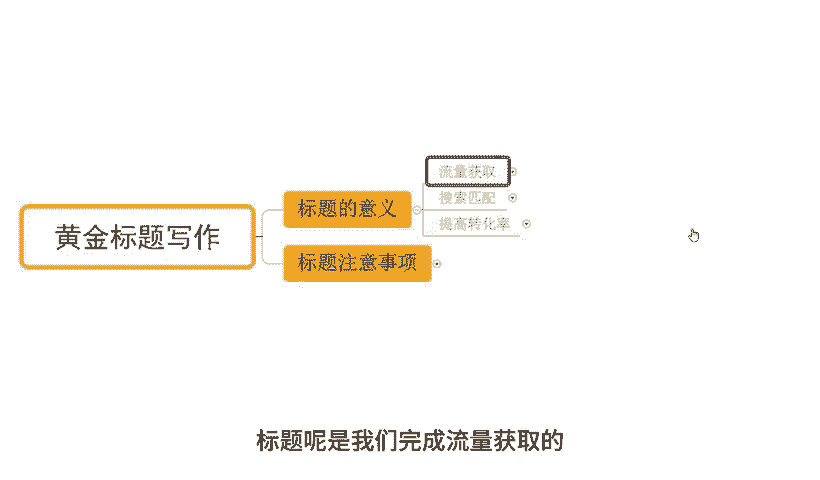 流量获取
标题的意义
搜索匹配
提高转化率
黄金标题写作
标题注意事项
标题呢是我们完成流量获取的